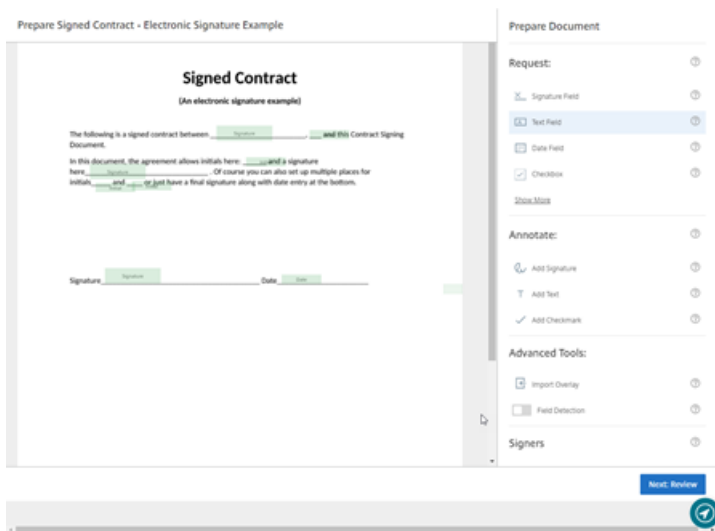 Prepare Signed Contract - Electronic Signature Example
Signed Contract
(An electronic signature example)
The following is a signed contract between Signature , and this Contract Signing
Document.
In this document, the agreement allows initials here: and a signature
here Signature . Of course you can also set up multiple places for
initials and or just have a final signature along with date entry at the bottom.
Signature Signature Date Date
Prepare Document
Request:
Signature Field
Text Field
Date Field
Checkbox
Show More
Annotate:
Add Signature
Add Text
Add Checkmark
Advanced Tools:
Import Overlay
Field Detection
Signers
Next: Review